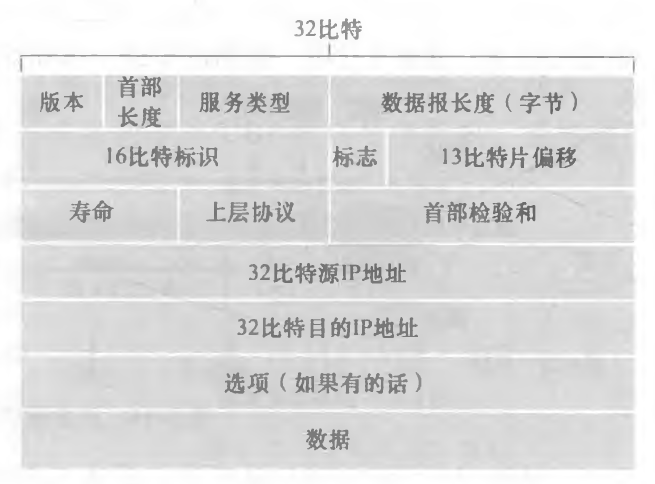 32比特
版本 首部长度 服务类型 数据报长度（字节）
16比特标识 标志 13比特片偏移
寿命 上层协议 首部检验和
32比特源IP地址
32比特目的IP地址
选项（如果有的话）
数据